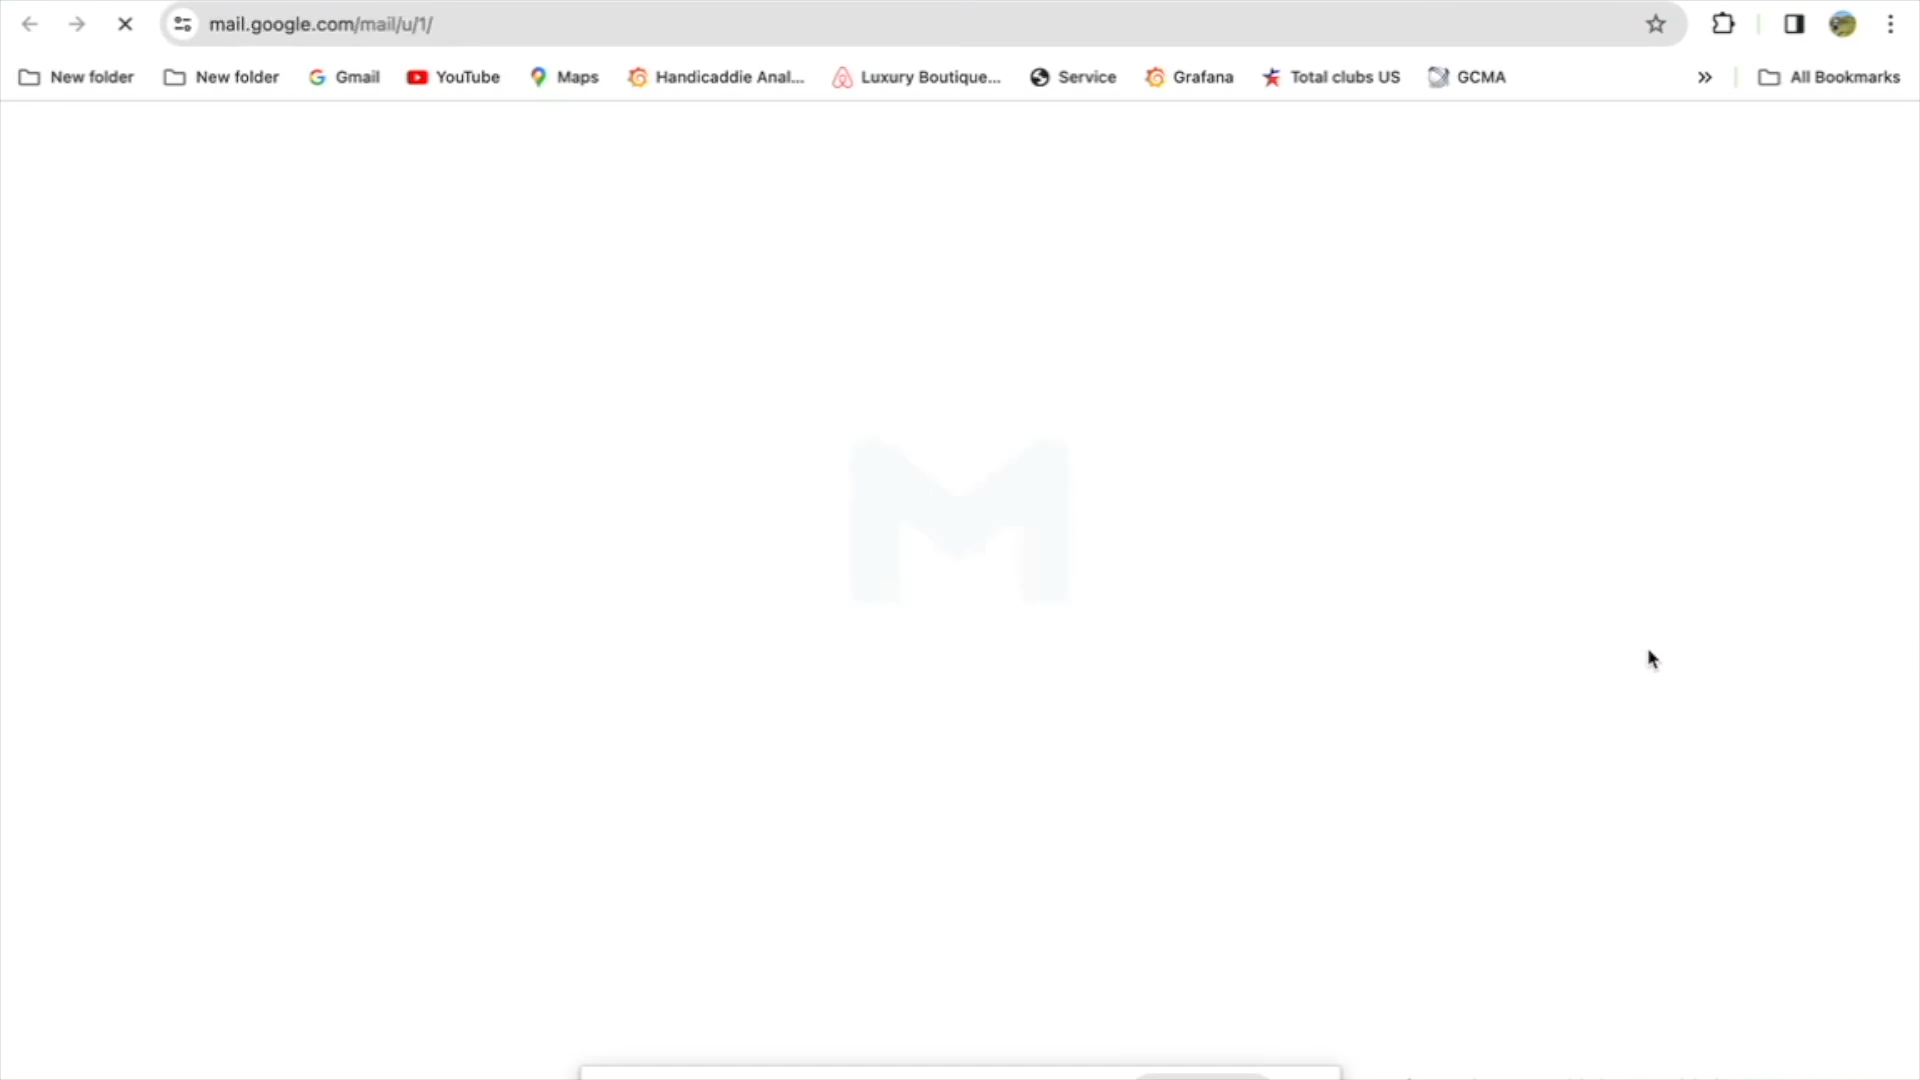 mail.google.com/mail/u/1/
New folder New folder Gmail YouTube Maps Handicaddie Anal... Luxury Boutique... Service Grafana Total clubs US GCMA » All Bookmarks